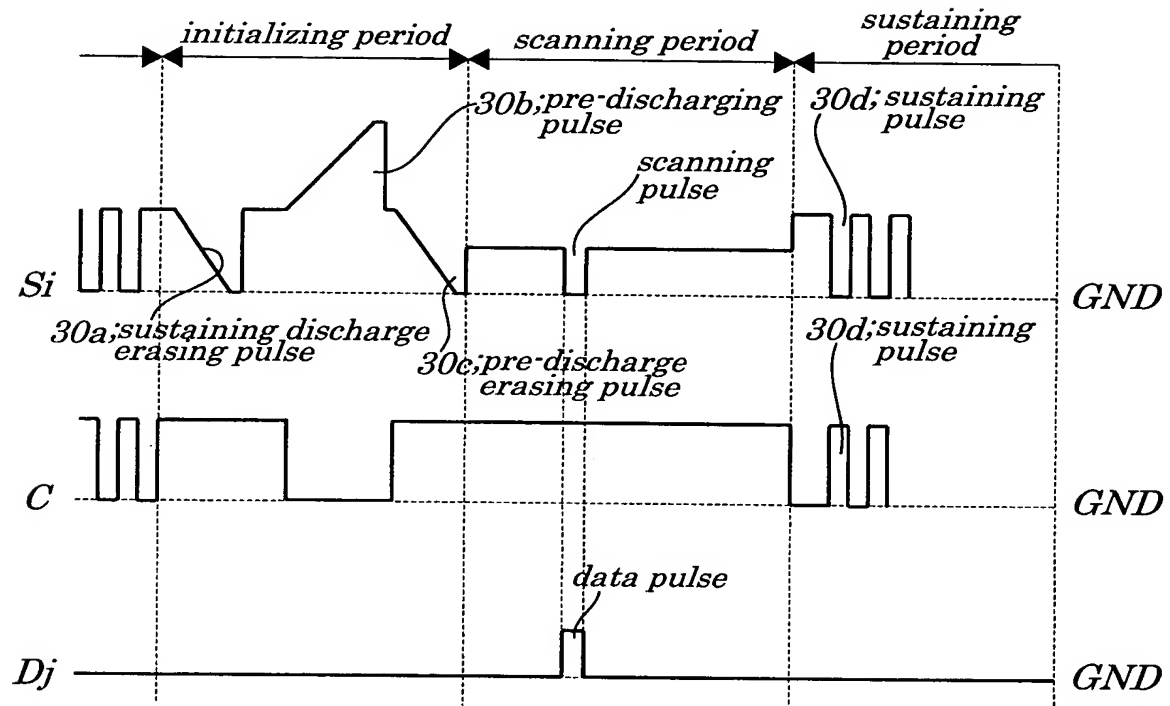 initializing period
scanning period
sustaining
period
30b;pre-discharging
pulse
30d;sustaining
pulse
scanning
pulse
Si
GND
30a;sustaining discharge
erasing pulse
30c;pre-discharge
erasing pulse
30d;sustaining
pulse
C
GND
data pulse
Dj
GND